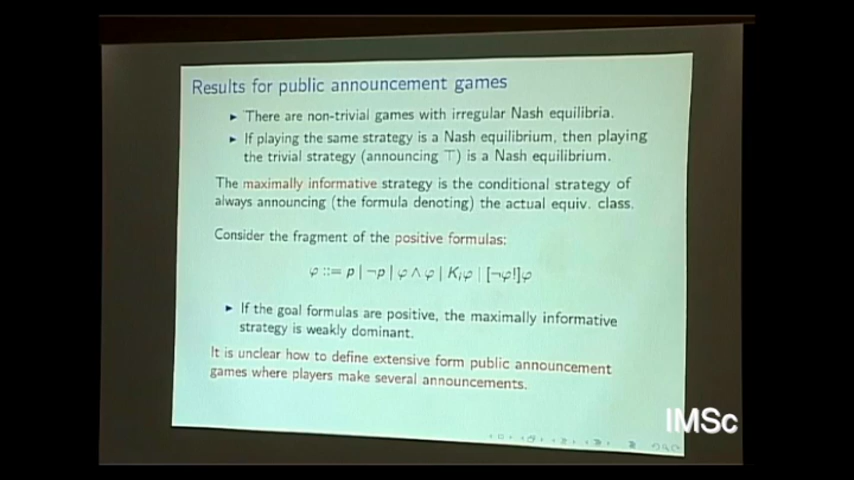 Results for public announcement games
▸ There are non-trivial games with irregular Nash equilibria.
▸ If playing the same strategy is a Nash equilibrium, then playing
the trivial strategy (announcing ⊤) is a Nash equilibrium.
The maximally informative strategy is the conditional strategy of
always announcing (the formula denoting) the actual equiv. class.
Consider the fragment of the positive formulas:
φ ::= p | ¬p | φ ∧ φ | Kᵢφ | [¬φ!]φ
▸ If the goal formulas are positive, the maximally informative
strategy is weakly dominant.
It is unclear how to define extensive form public announcement
games where players make several announcements.
IMSc